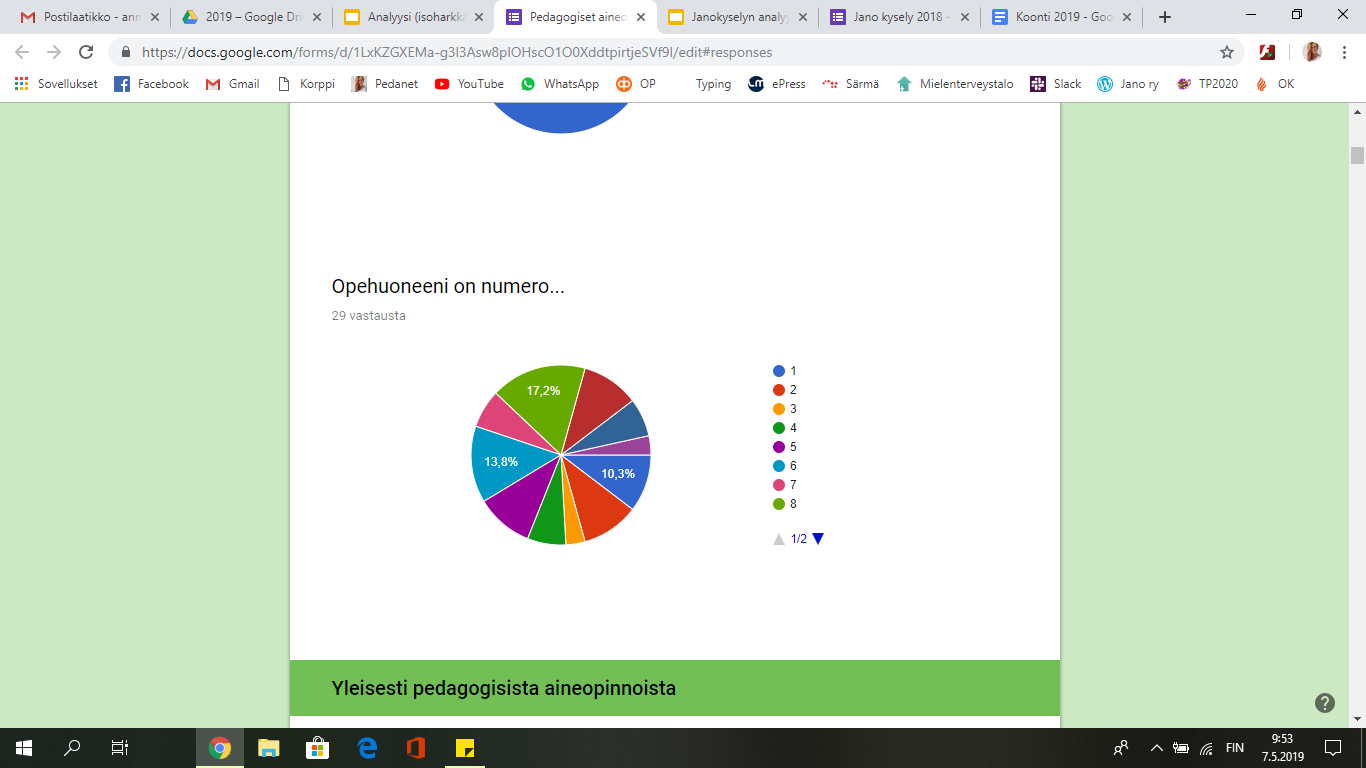 Postilaatikko - ann
2019 – Google Dri
Analyysi (isoharkka
Pedagogiset aineo
Janokyselyn analyy
Jano kysely 2018 -
Koonti 2019 - Goo
https://docs.google.com/forms/d/1LxKZGXEMa-g3I3Asw8pIOHscO1O0XddtpirtjeSVf9I/edit#responses
Sovellukset
Facebook
Gmail
Korppi
Pedanet
YouTube
WhatsApp
OP
Typing
ePress
Särmä
Mielenterveystalo
Slack
Jano ry
TP2020
OK
Opehuoneeni on numero...
29 vastausta
17,2%
13,8%
10,3%
1
2
3
4
5
6
7
8
1/2
Yleisesti pedagogisista aineopinnoista
FIN
9:53
7.5.2019